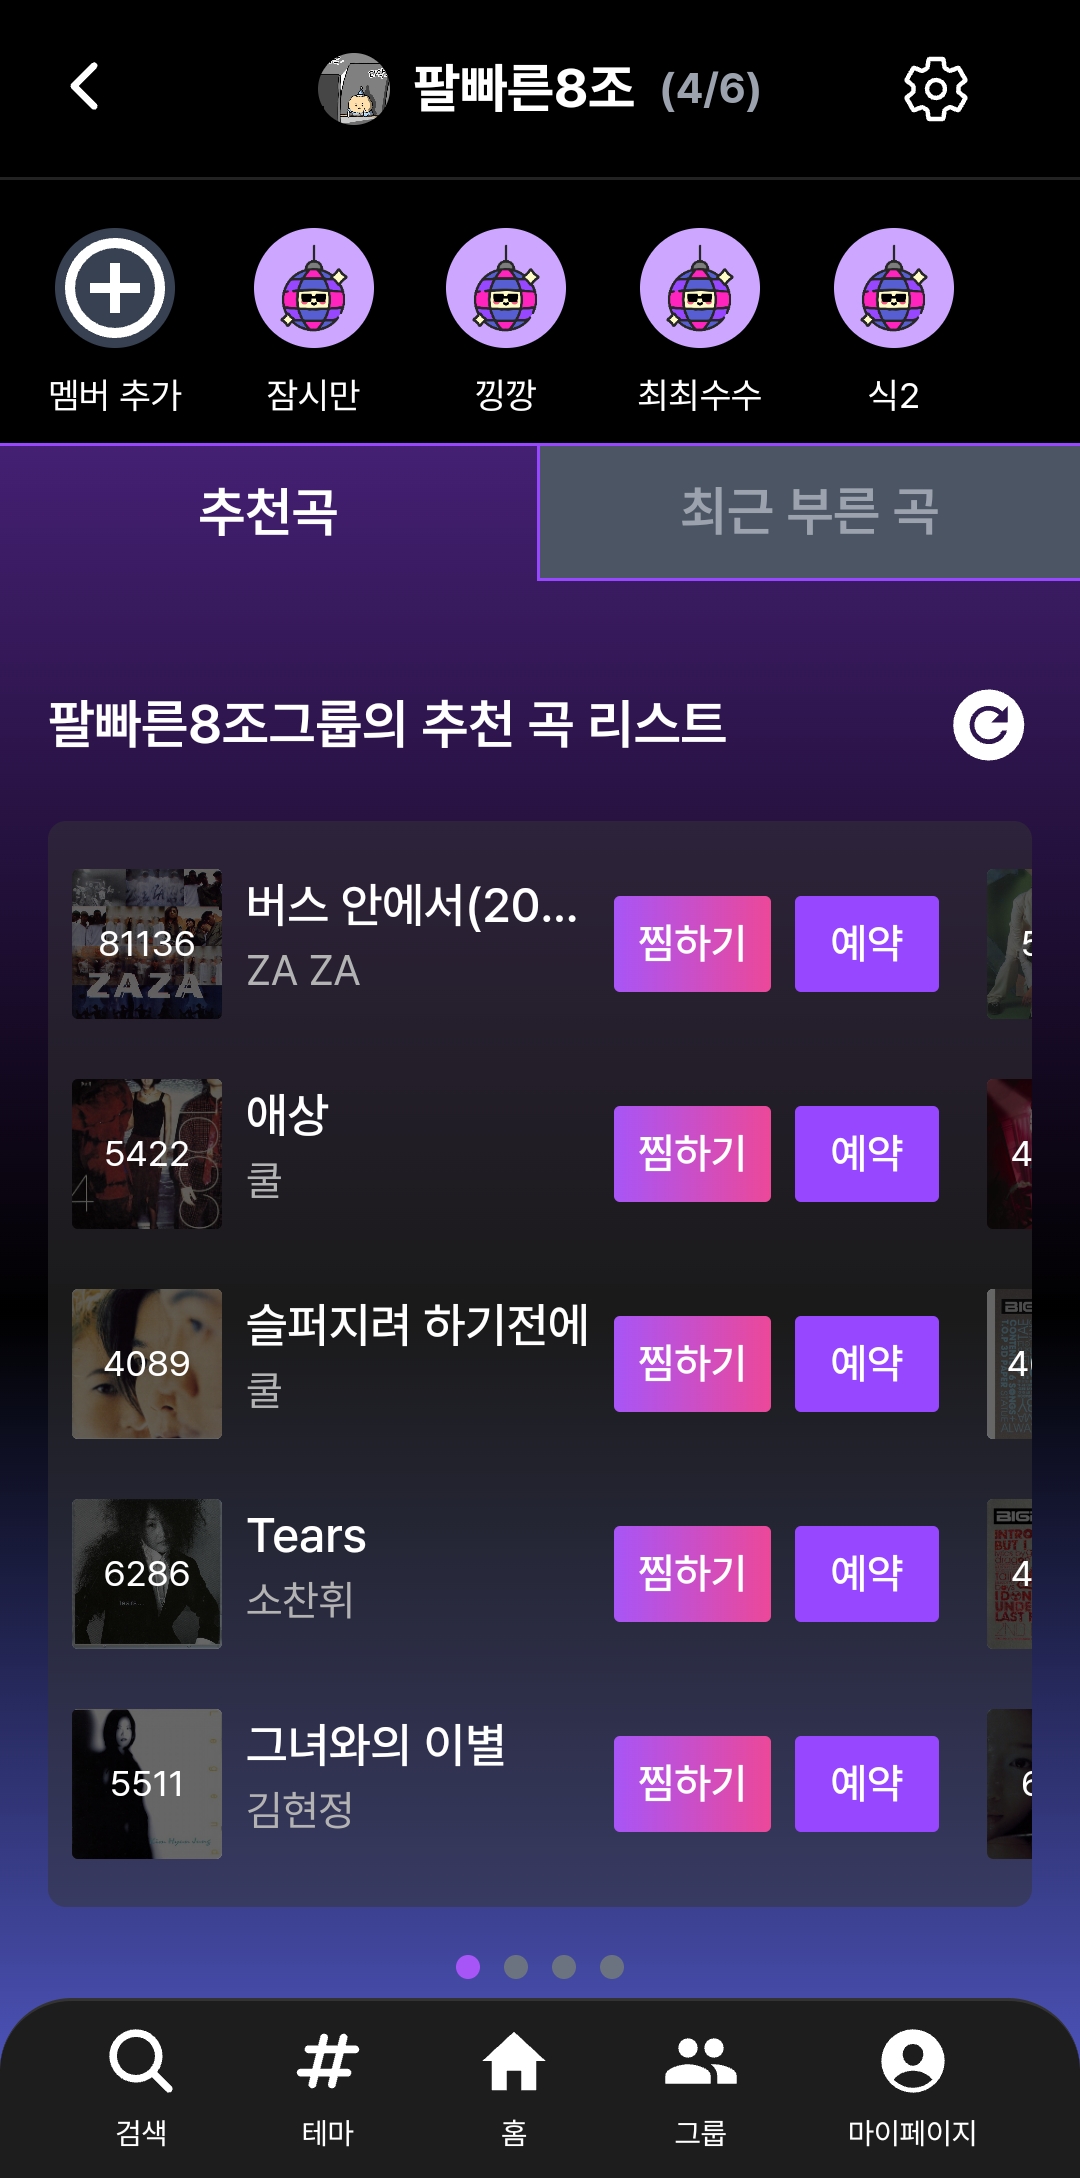 팔빠른8조 (4/6)
멤버 추가 잠시만 낑깡 최최수수 식2
추천곡 최근 부른 곡
팔빠른8조그룹의 추천 곡 리스트
81136
ZAZA
버스 안에서(20...
ZA ZA
찜하기 예약
5422
애상
쿨
찜하기 예약
4089
슬퍼지려 하기전에
쿨
찜하기 예약
6286
Tears
소찬휘
찜하기 예약
5511
그녀와의 이별
김현정
찜하기 예약
검색 테마 홈 그룹 마이페이지